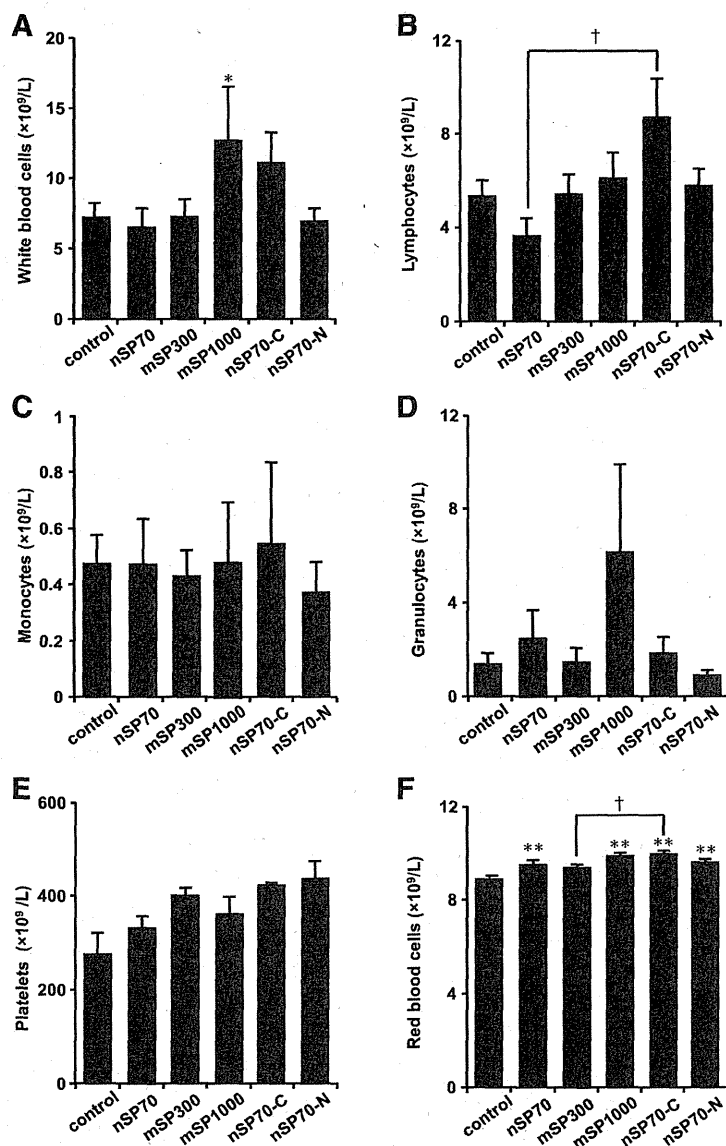 A
White blood cells (×10⁹/L)
20
15
10
5
0
*
control
nSP70
mSP300
mSP1000
nSP70-C
nSP70-N
B
Lymphocytes (×10⁹/L)
12
8
4
0
†
control
nSP70
mSP300
mSP1000
nSP70-C
nSP70-N
C
Monocytes (×10⁹/L)
1
0.8
0.6
0.4
0.2
0
control
nSP70
mSP300
mSP1000
nSP70-C
nSP70-N
D
Granulocytes (×10⁹/L)
12
8
4
0
control
nSP70
mSP300
mSP1000
nSP70-C
nSP70-N
E
Platelets (×10⁹/L)
600
400
200
0
control
nSP70
mSP300
mSP1000
nSP70-C
nSP70-N
F
Red blood cells (×10⁹/L)
12
8
4
0
†
** ** ** **
control
nSP70
mSP300
mSP1000
nSP70-C
nSP70-N